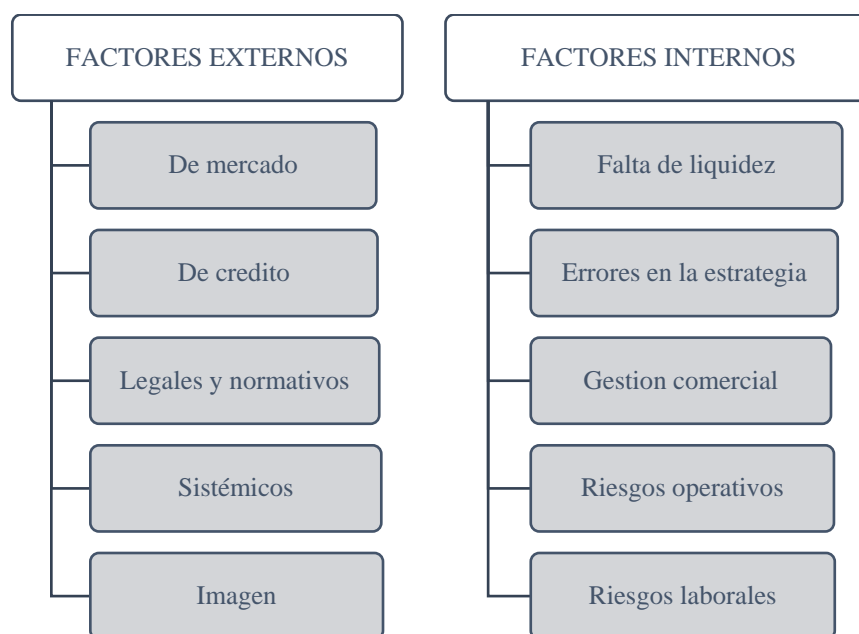 FACTORES EXTERNOS
De mercado
De credito
Legales y normativos
Sistémicos
Imagen
FACTORES INTERNOS
Falta de liquidez
Errores en la estrategia
Gestion comercial
Riesgos operativos
Riesgos laborales